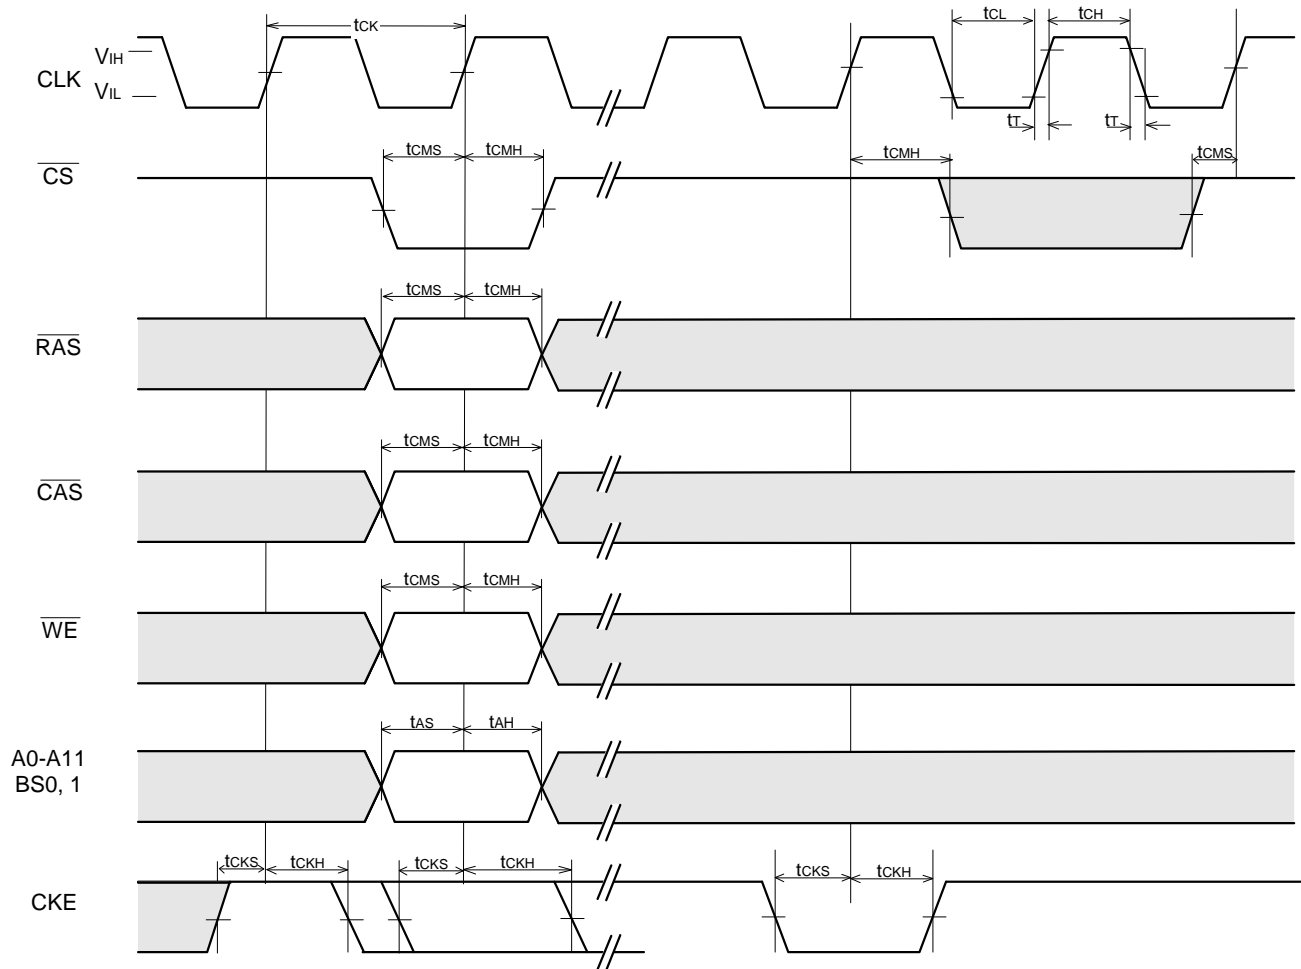 tCK
tCL tCH
VIH
CLK
VIL
tT tT
tCMS tCMH tCMH tCMS
CS
tCMS tCMH
RAS
tCMS tCMH
CAS
tCMS tCMH
WE
tAS tAH
A0-A11
BS0, 1
tCKS tCKH tCKS tCKH tCKS tCKH
CKE